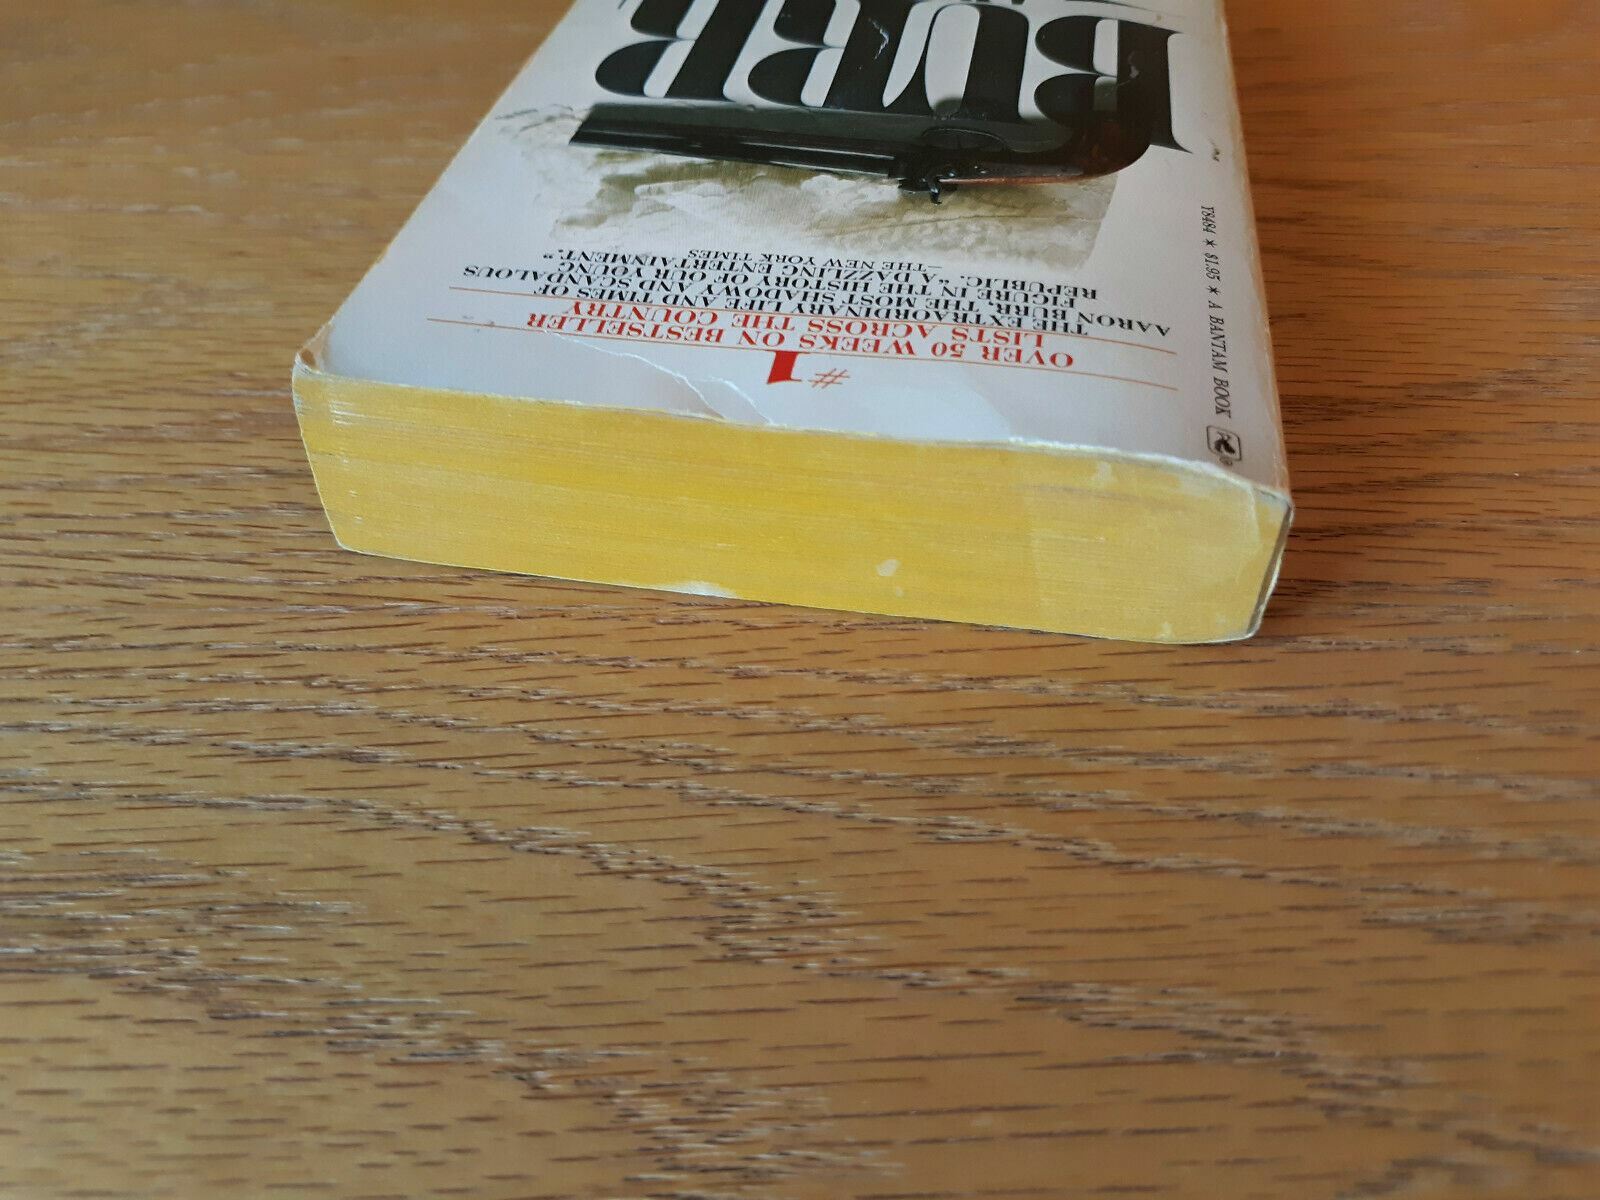 #1
OVER 50 WEEKS ON BESTSELLER
LISTS ACROSS THE COUNTRY
THE EXTRAORDINARY LIFE AND TIMES OF
AARON BURR, THE MOST SHADOWY AND SCANDALOUS
FIGURE IN THE HISTORY OF OUR YOUNG
REPUBLIC. "A DAZZLING ENTERTAINMENT."
—THE NEW YORK TIMES
BURR
Y8484 ★ $1.95 ★ A BANTAM BOOK